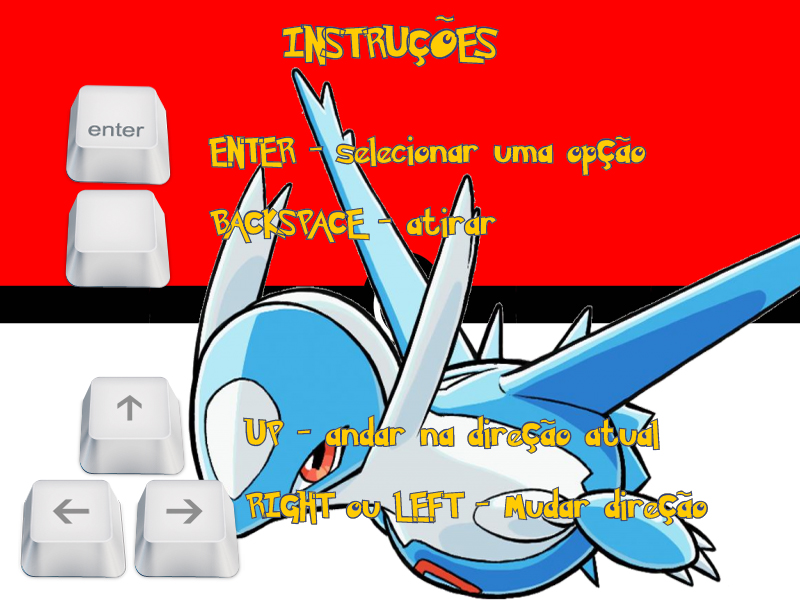 INSTRUÇÕES
enter
ENTER - selecionar uma opção
BACKSPACE - atirar
↑
UP - andar na direção atual
← →
RIGHT ou LEFT - mudar direção